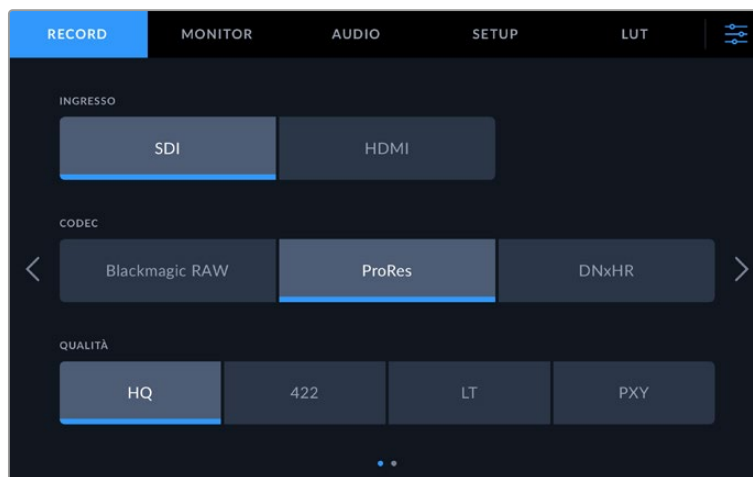 RECORD MONITOR AUDIO SETUP LUT
INGRESSO
SDI HDMI
CODEC
Blackmagic RAW ProRes DNxHR
QUALITÀ
HQ 422 LT PXY